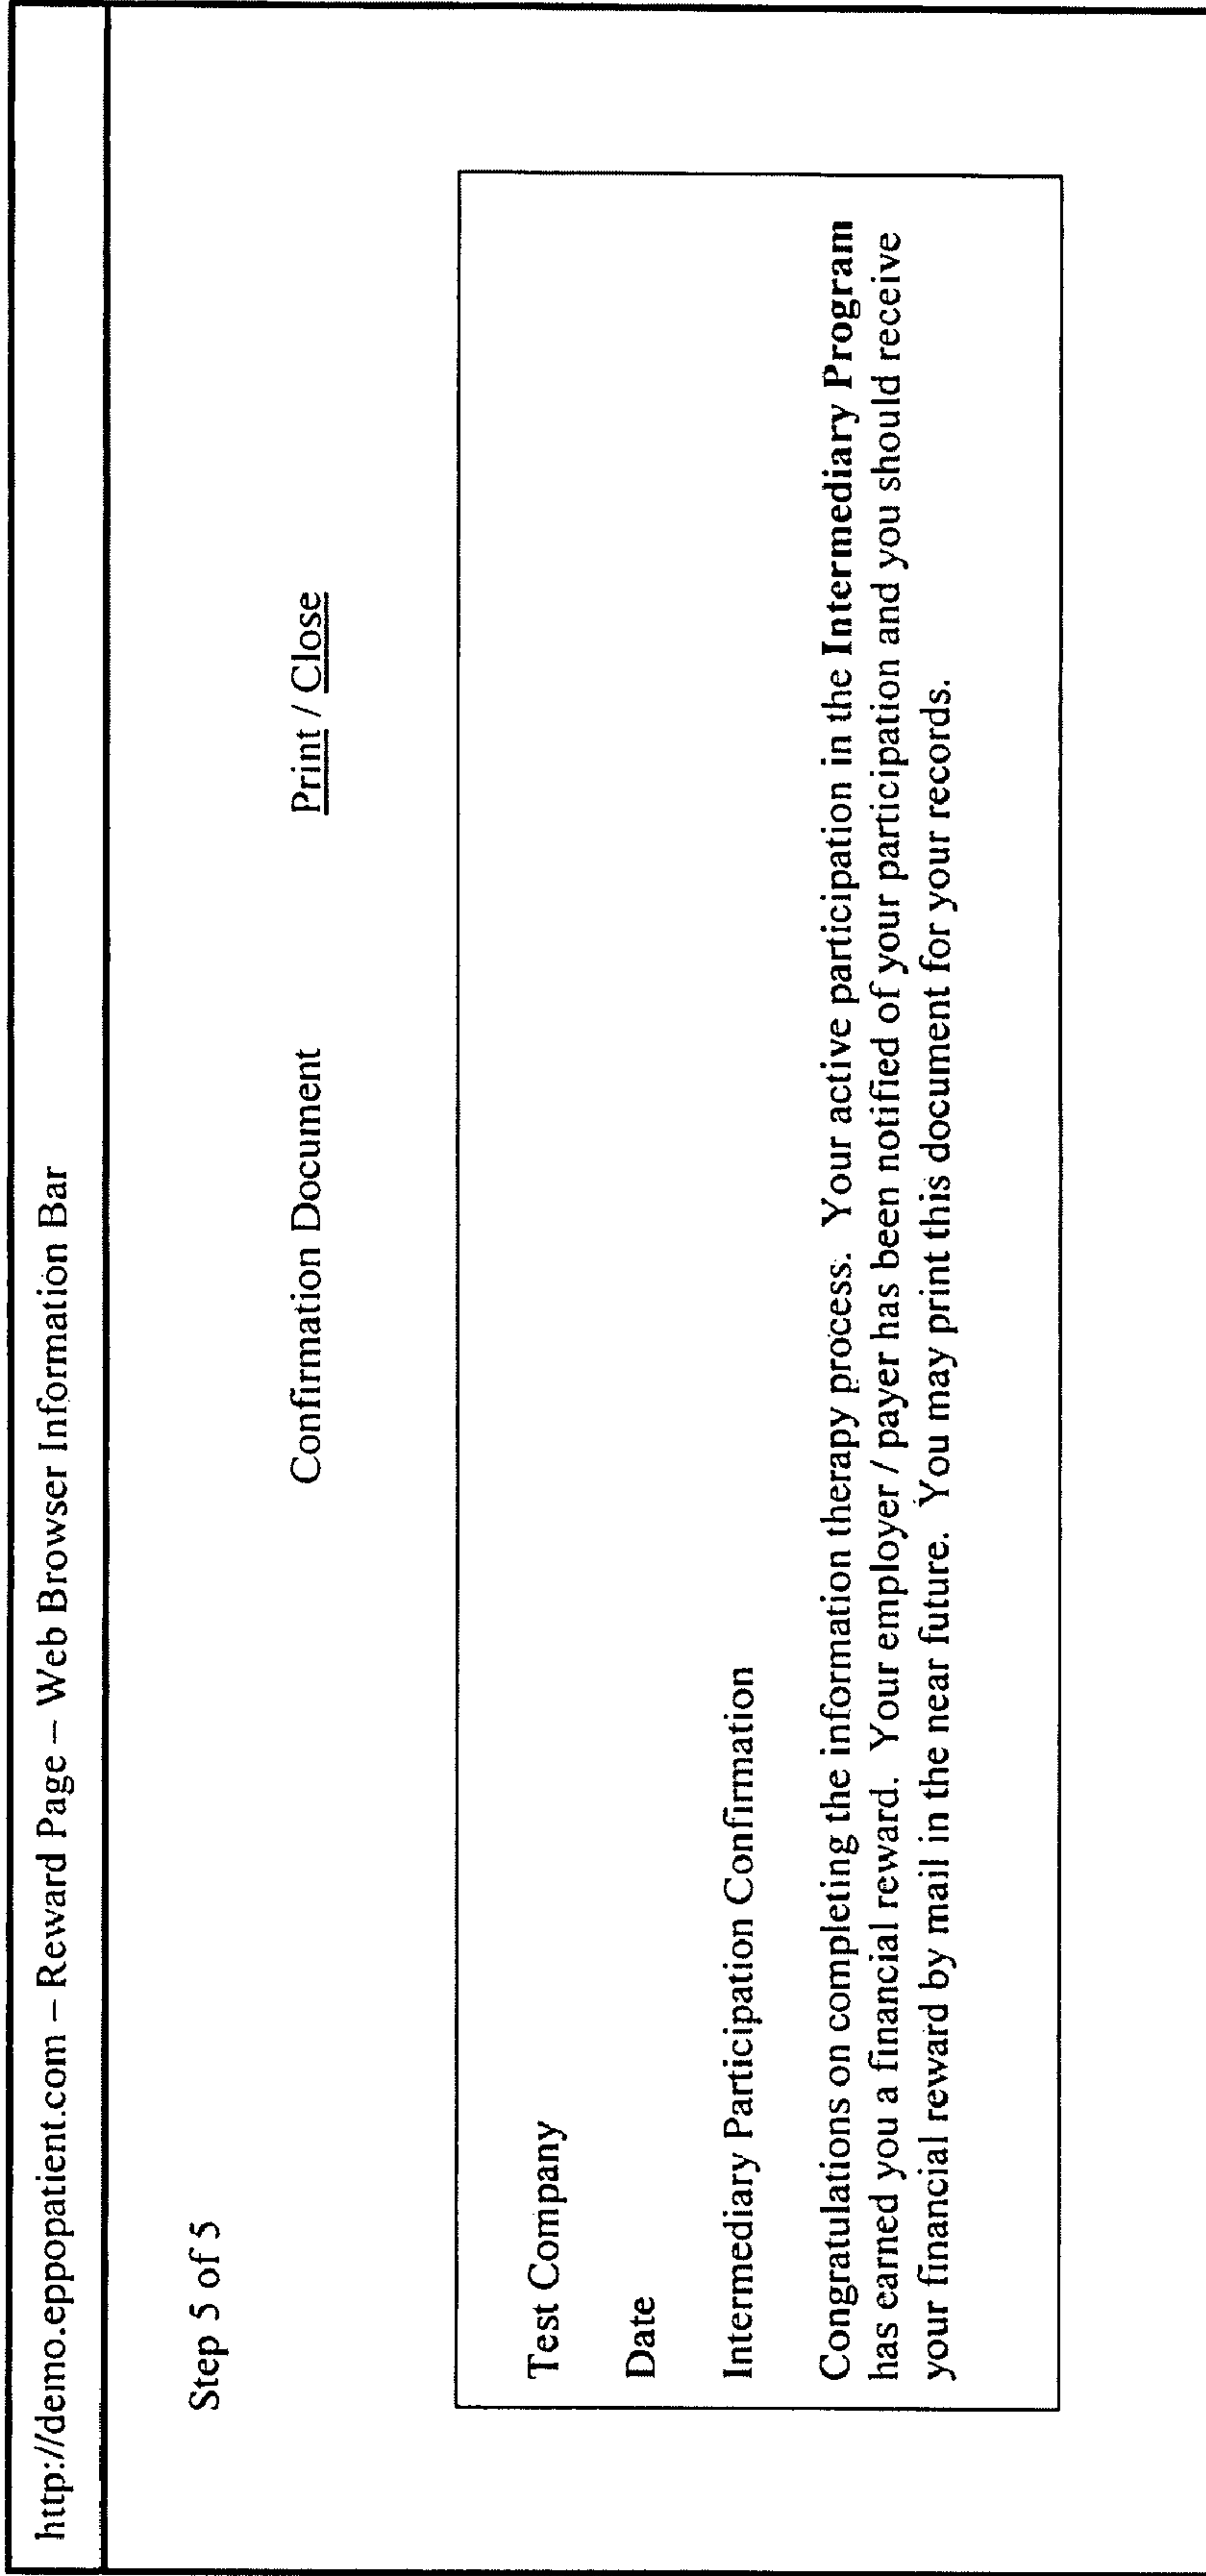 http://demo.eppopatient.com – Reward Page – Web Browser Information Bar
Step 5 of 5
Confirmation Document Print / Close
Test Company
Date
Intermediary Participation Confirmation
Congratulations on completing the information therapy process. Your active participation in the Intermediary Program
has earned you a financial reward. Your employer / payer has been notified of your participation and you should receive
your financial reward by mail in the near future. You may print this document for your records.